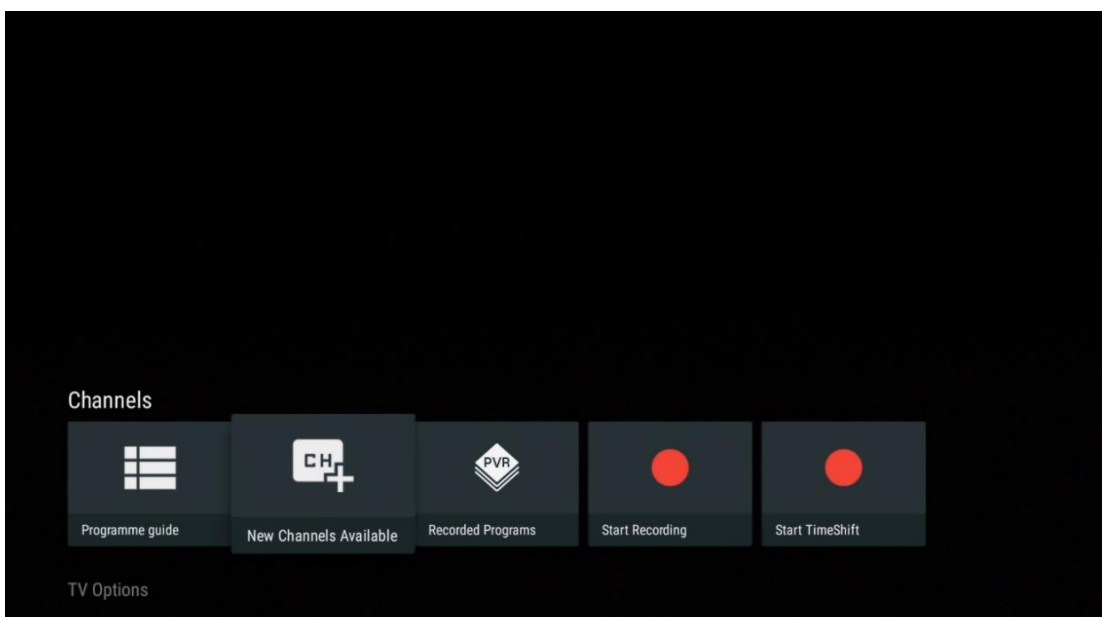 Channels
CH
PVR
Programme guide
New Channels Available
Recorded Programs
Start Recording
Start TimeShift
TV Options